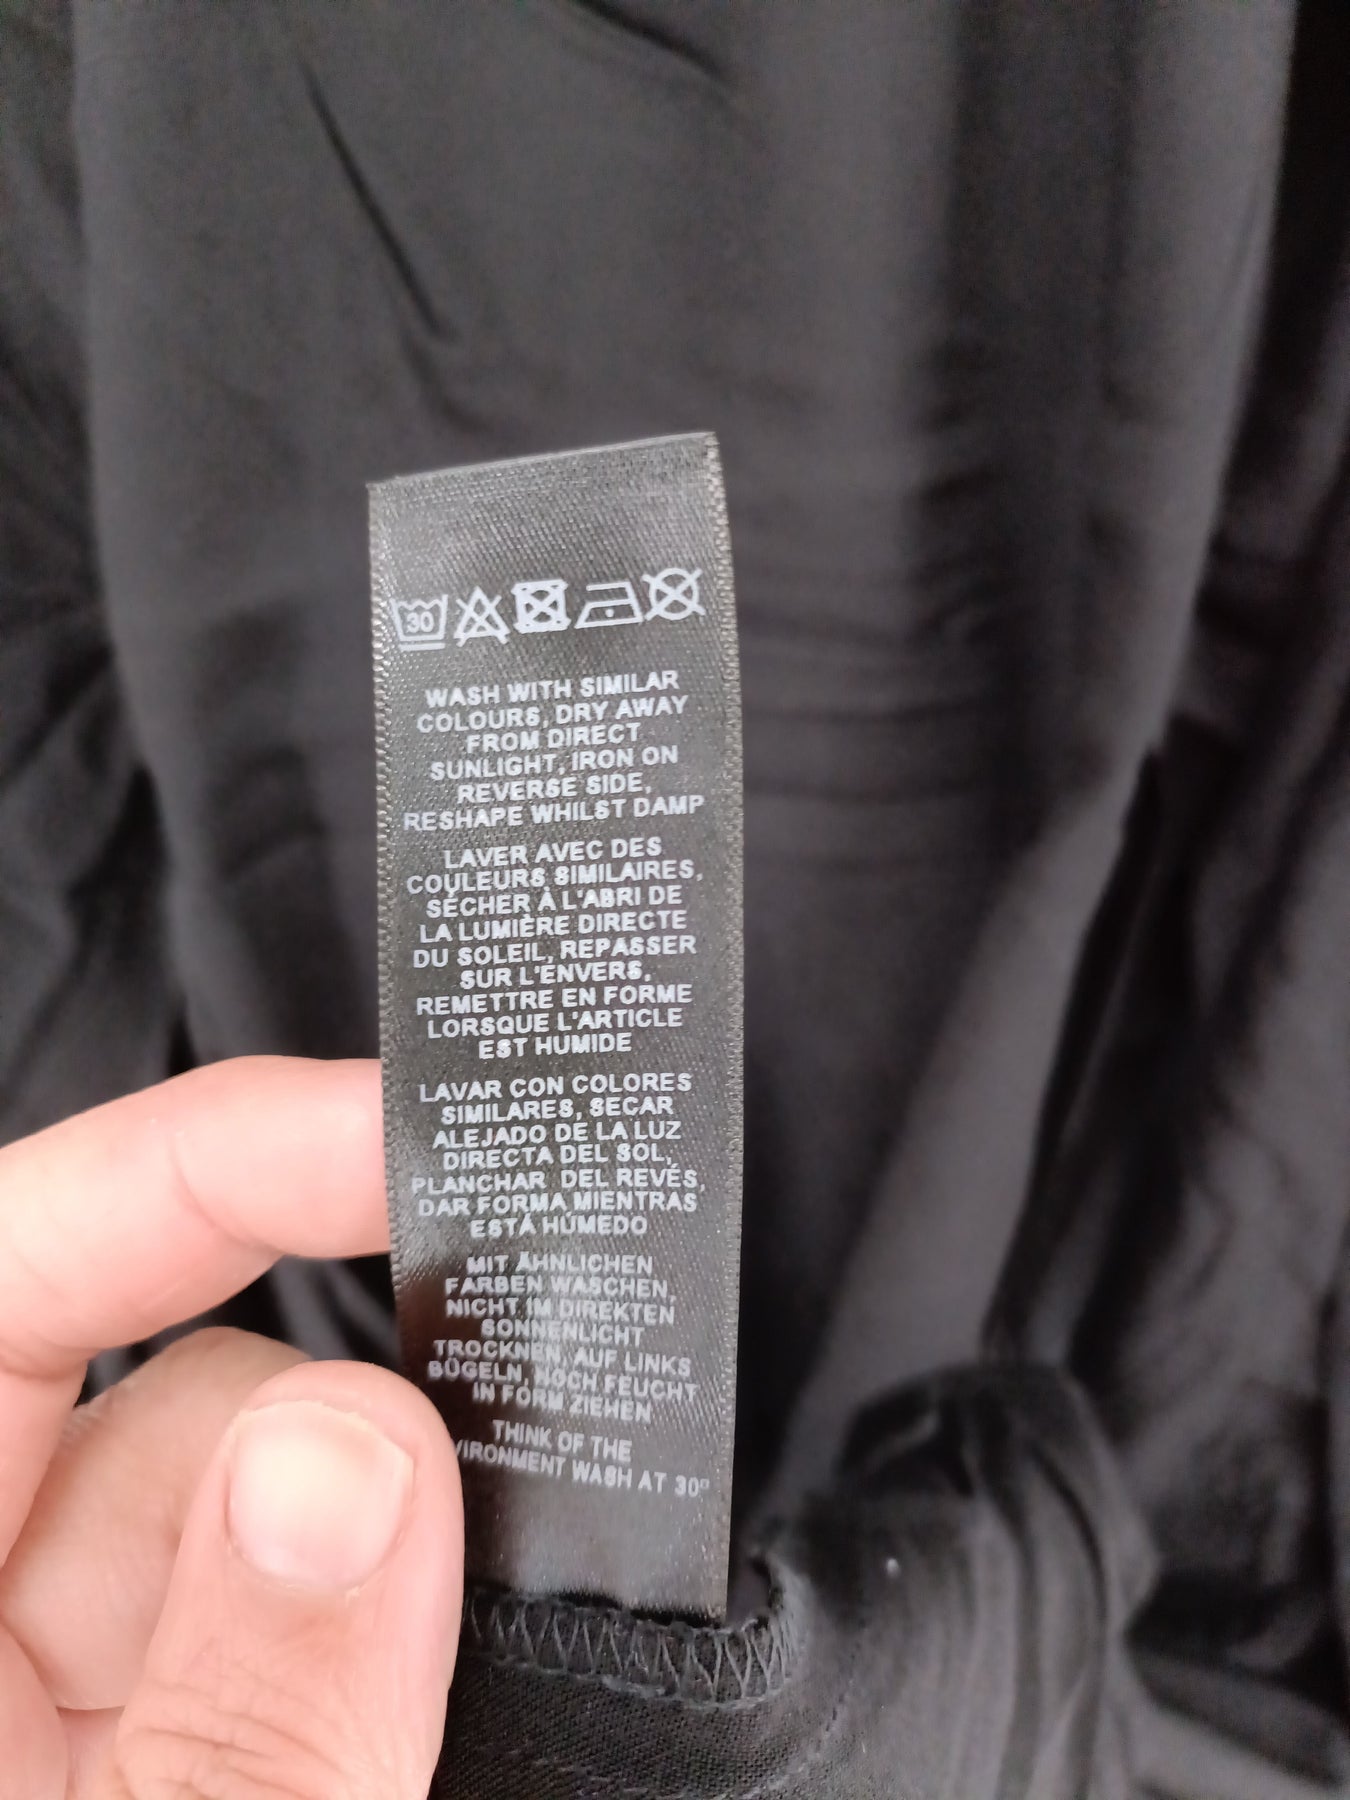 30
WASH WITH SIMILAR
COLOURS, DRY AWAY
FROM DIRECT
SUNLIGHT, IRON ON
REVERSE SIDE,
RESHAPE WHILST DAMP
LAVER AVEC DES
COULEURS SIMILAIRES,
SÉCHER À L'ABRI DE
LA LUMIÈRE DIRECTE
DU SOLEIL, REPASSER
SUR L'ENVERS,
REMETTRE EN FORME
LORSQUE L'ARTICLE
EST HUMIDE
LAVAR CON COLORES
SIMILARES, SECAR
ALEJADO DE LA LUZ
DIRECTA DEL SOL,
PLANCHAR DEL REVÉS,
DAR FORMA MIENTRAS
ESTÁ HÚMEDO
MIT ÄHNLICHEN
FARBEN WASCHEN,
NICHT IM DIREKTEN
SONNENLICHT
TROCKNEN, AUF LINKS
BÜGELN, NOCH FEUCHT
IN FORM ZIEHEN
THINK OF THE
VIRONMENT WASH AT 30°